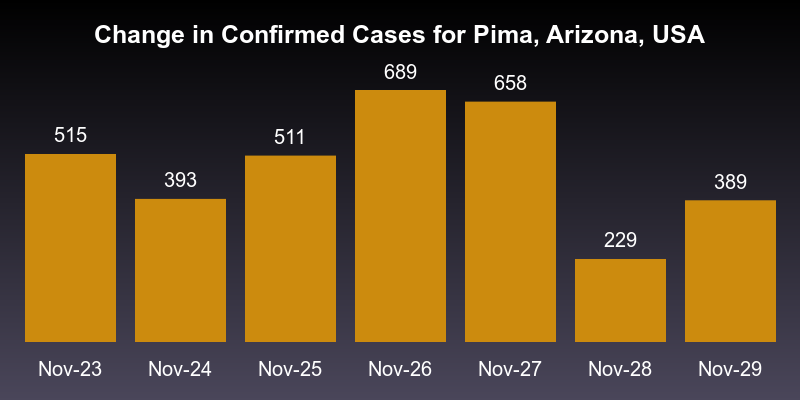 Change in Confirmed Cases for Pima, Arizona, USA
515
393
511
689
658
229
389
Nov-23
Nov-24
Nov-25
Nov-26
Nov-27
Nov-28
Nov-29